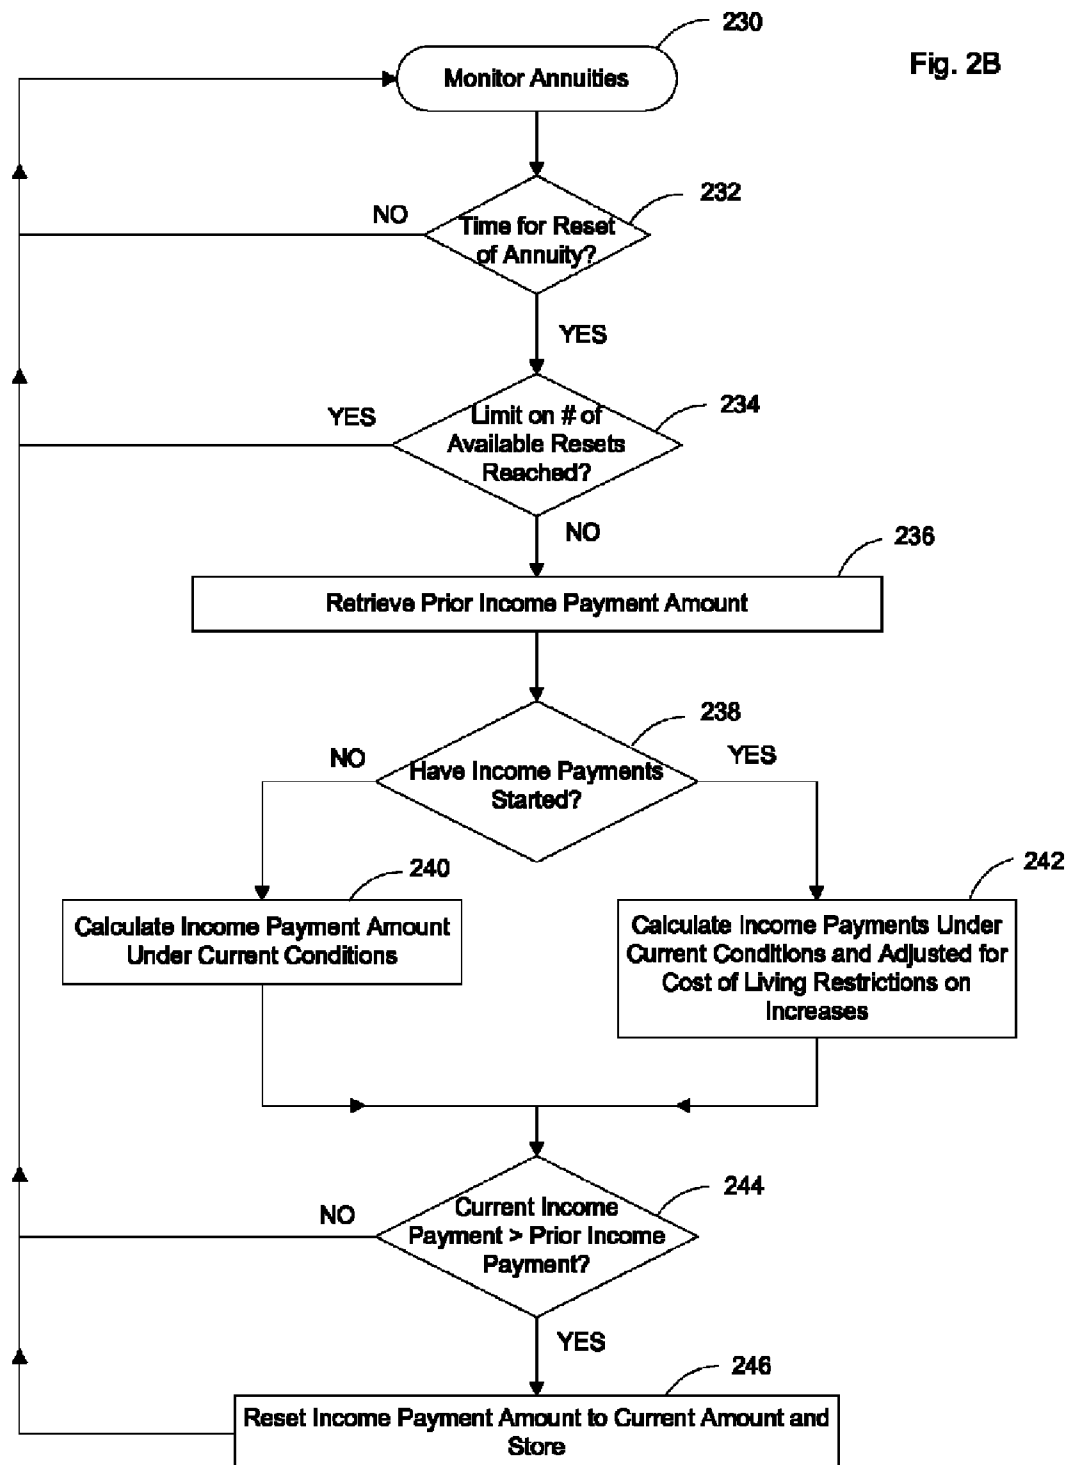 230
Fig. 2B
Monitor Annuities
232
NO
Time for Reset
of Annuity?
YES
234
YES
Limit on # of
Available Resets
Reached?
NO
236
Retrieve Prior Income Payment Amount
238
NO
YES
Have Income Payments
Started?
240
242
Calculate Income Payment Amount
Under Current Conditions
Calculate Income Payments Under
Current Conditions and Adjusted for
Cost of Living Restrictions on
Increases
244
NO
Current Income
Payment > Prior Income
Payment?
YES
246
Reset Income Payment Amount to Current Amount and
Store